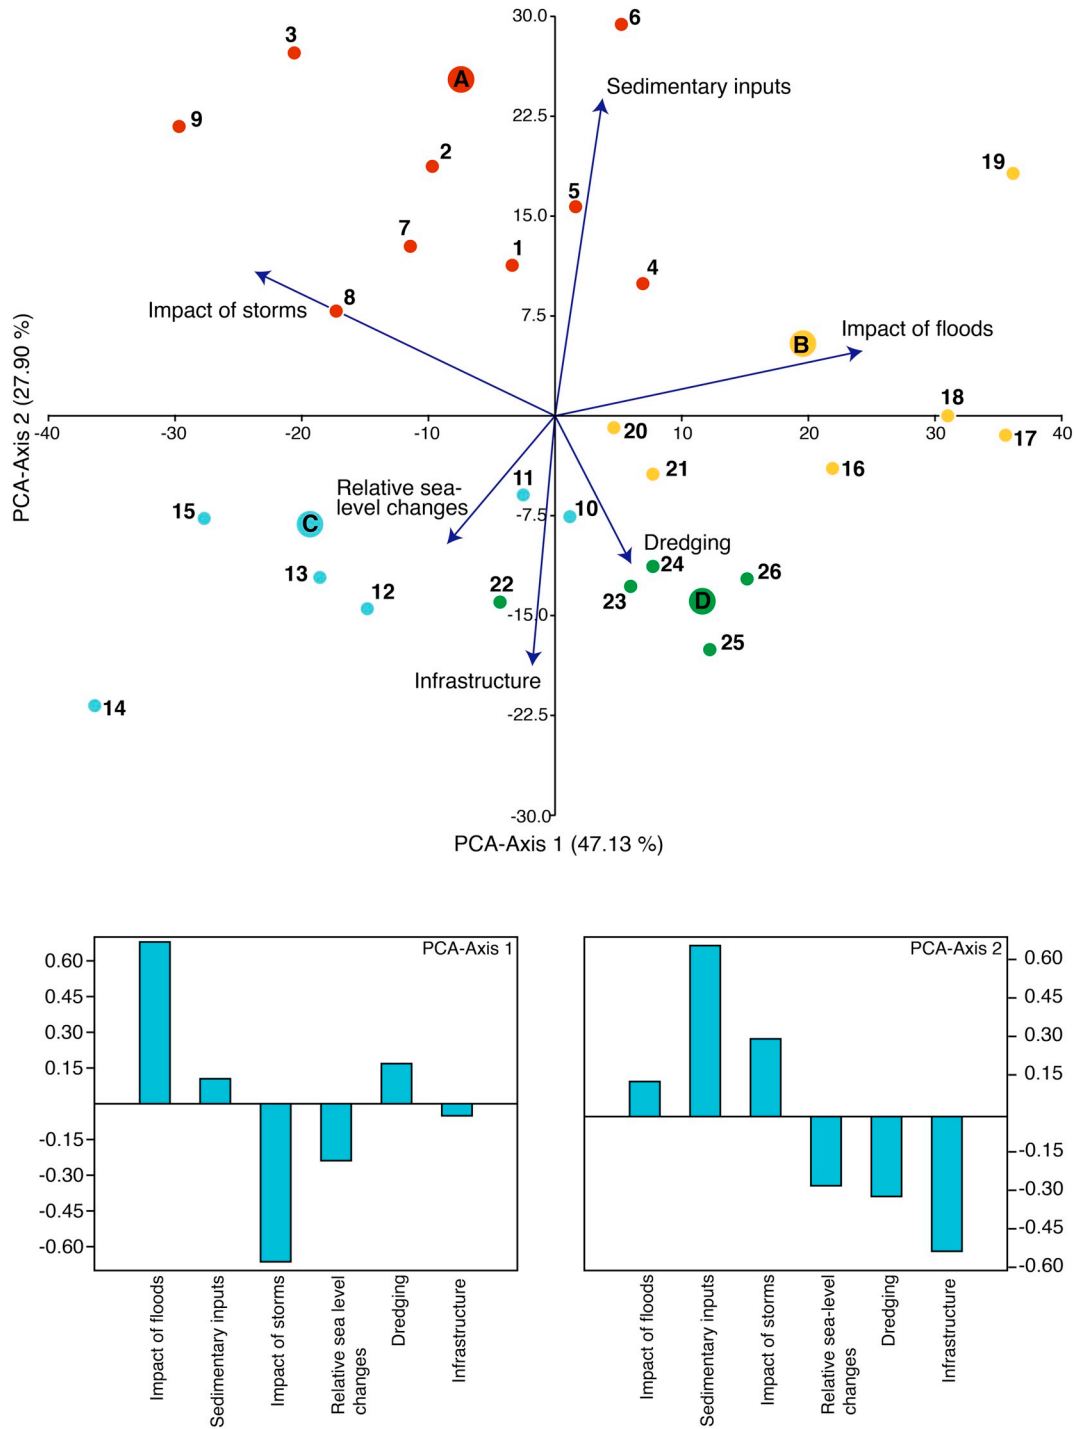 30.0
6
3
A
Sedimentary inputs
22.5
9
2
19
15.0
5
7
1
4
8
Impact of storms
7.5
Impact of floods
B
PCA-Axis 2 (27.90 %)
18
-40
-30
-20
-10
20
10
20
30
17
40
21
16
11
Relative sea-
level changes
15
C
-7.5
10
Dredging
13
24
26
12
22
23
D
-15.0
25
Infrastructure
14
-22.5
-30.0
PCA-Axis 1 (47.13 %)
PCA-Axis 1
0.60
0.45
0.30
0.15
-0.15
-0.30
-0.45
-0.60
Impact of floods
Sedimentary inputs
Impact of storms
Relative sea level
changes
Dredging
Infrastructure
PCA-Axis 2
0.60
0.45
0.30
0.15
-0.15
-0.30
-0.45
-0.60
Impact of floods
Sedimentary inputs
Impact of storms
Relative sea-level
changes
Dredging
Infrastructure